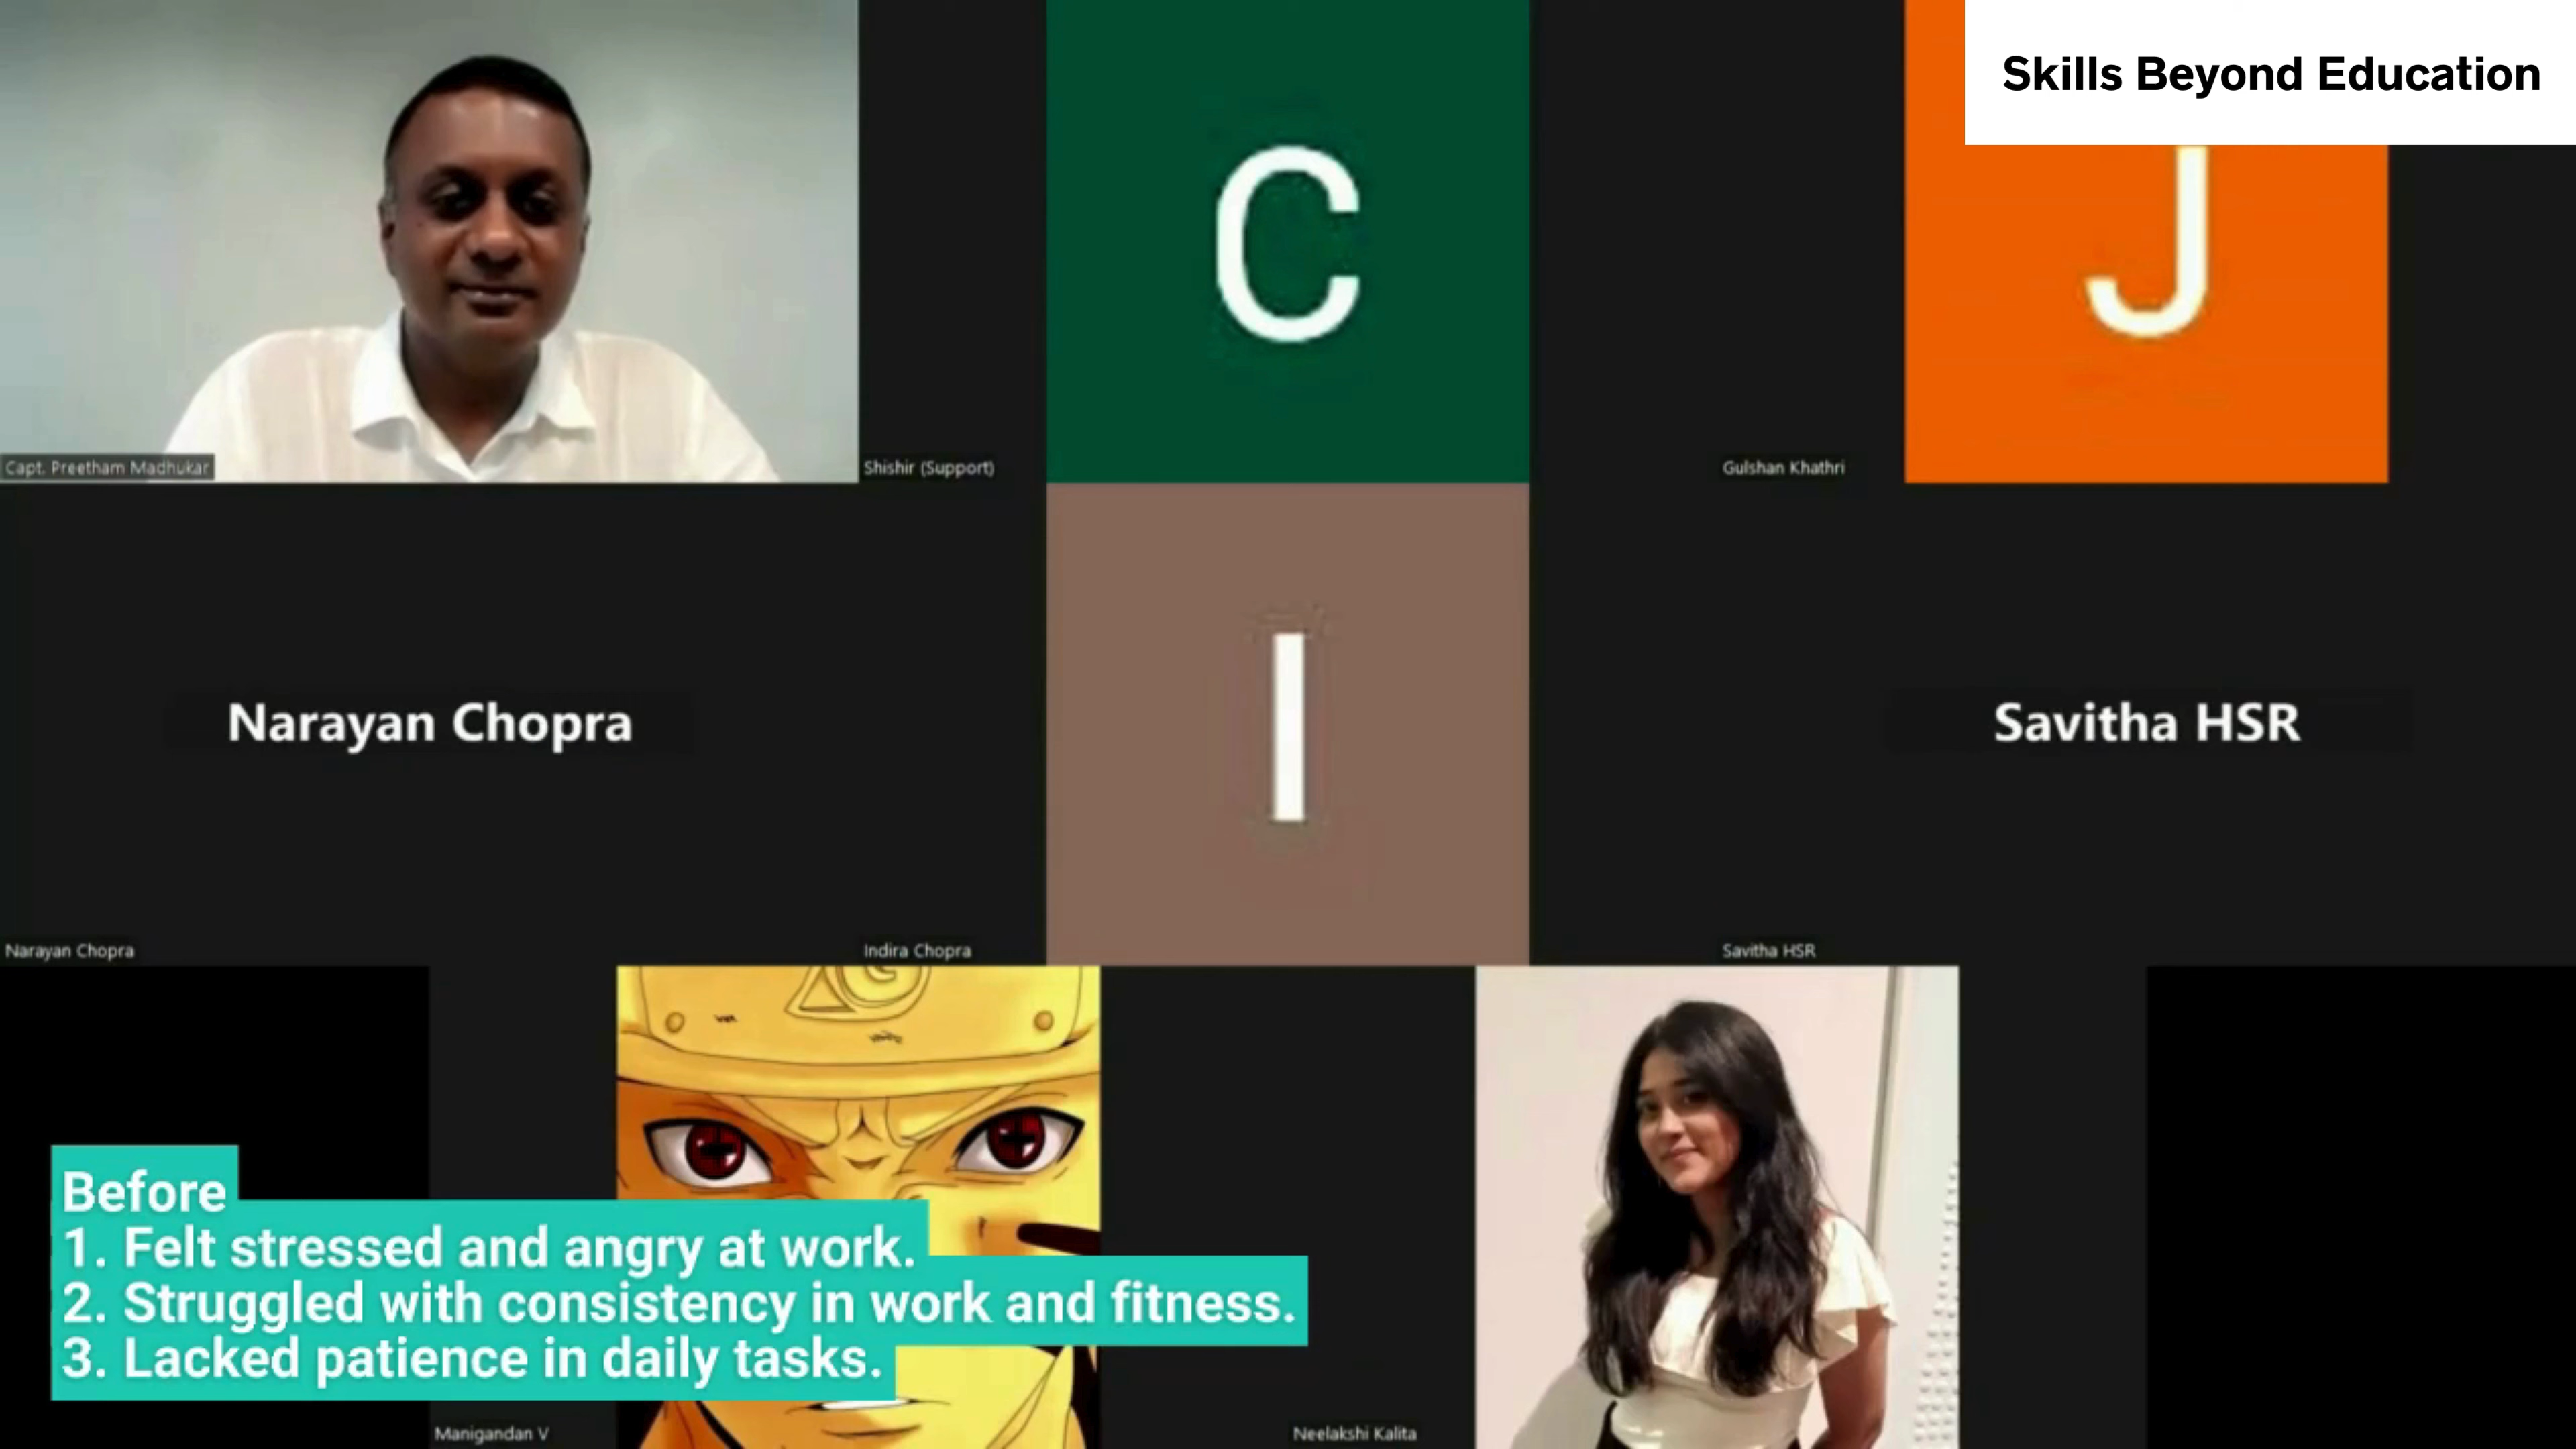 Skills Beyond Education
C
J
Capt. Preetham Madhukar
Shishir (Support)
Gulshan Khathri
Narayan Chopra
I
Savitha HSR
Narayan Chopra
Indira Chopra
Savitha HSR
Before
1. Felt stressed and angry at work.
2. Struggled with consistency in work and fitness.
3. Lacked patience in daily tasks.
Manigandan V
Neelakshi Kalita